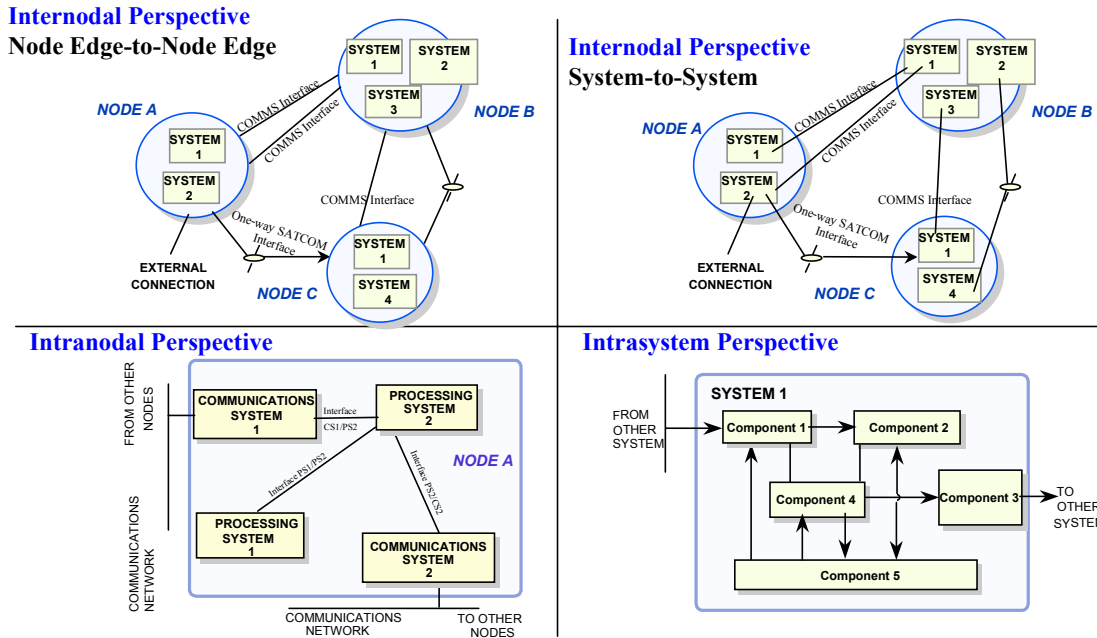 Internodal Perspective
Node Edge-to-Node Edge
NODE A
SYSTEM
1
SYSTEM
2
SYSTEM
1
SYSTEM
2
SYSTEM
3
NODE B
COMMS Interface
COMMS Interface
COMMS Interface
One-way SATCOM
Interface
EXTERNAL
CONNECTION
SYSTEM
1
SYSTEM
4
NODE C
Internodal Perspective
System-to-System
NODE A
SYSTEM
1
SYSTEM
2
SYSTEM
1
SYSTEM
2
SYSTEM
3
NODE B
COMMS Interface
COMMS Interface
COMMS Interface
One-way SATCOM
Interface
EXTERNAL
CONNECTION
SYSTEM
1
SYSTEM
4
NODE C
Intranodal Perspective
FROM OTHER
NODES
COMMUNICATIONS
SYSTEM
1
Interface
CS1/PS2
PROCESSING
SYSTEM
2
NODE A
Interface PS1/PS2
Interface PS2/CS2
PROCESSING
SYSTEM
1
COMMUNICATIONS
SYSTEM
2
COMMUNICATIONS
NETWORK
COMMUNICATIONS
NETWORK
TO OTHER
NODES
Intrasystem Perspective
SYSTEM 1
FROM
OTHER
SYSTEM
Component 1
Component 2
Component 4
Component 3
Component 5
TO
OTHER
SYSTEM